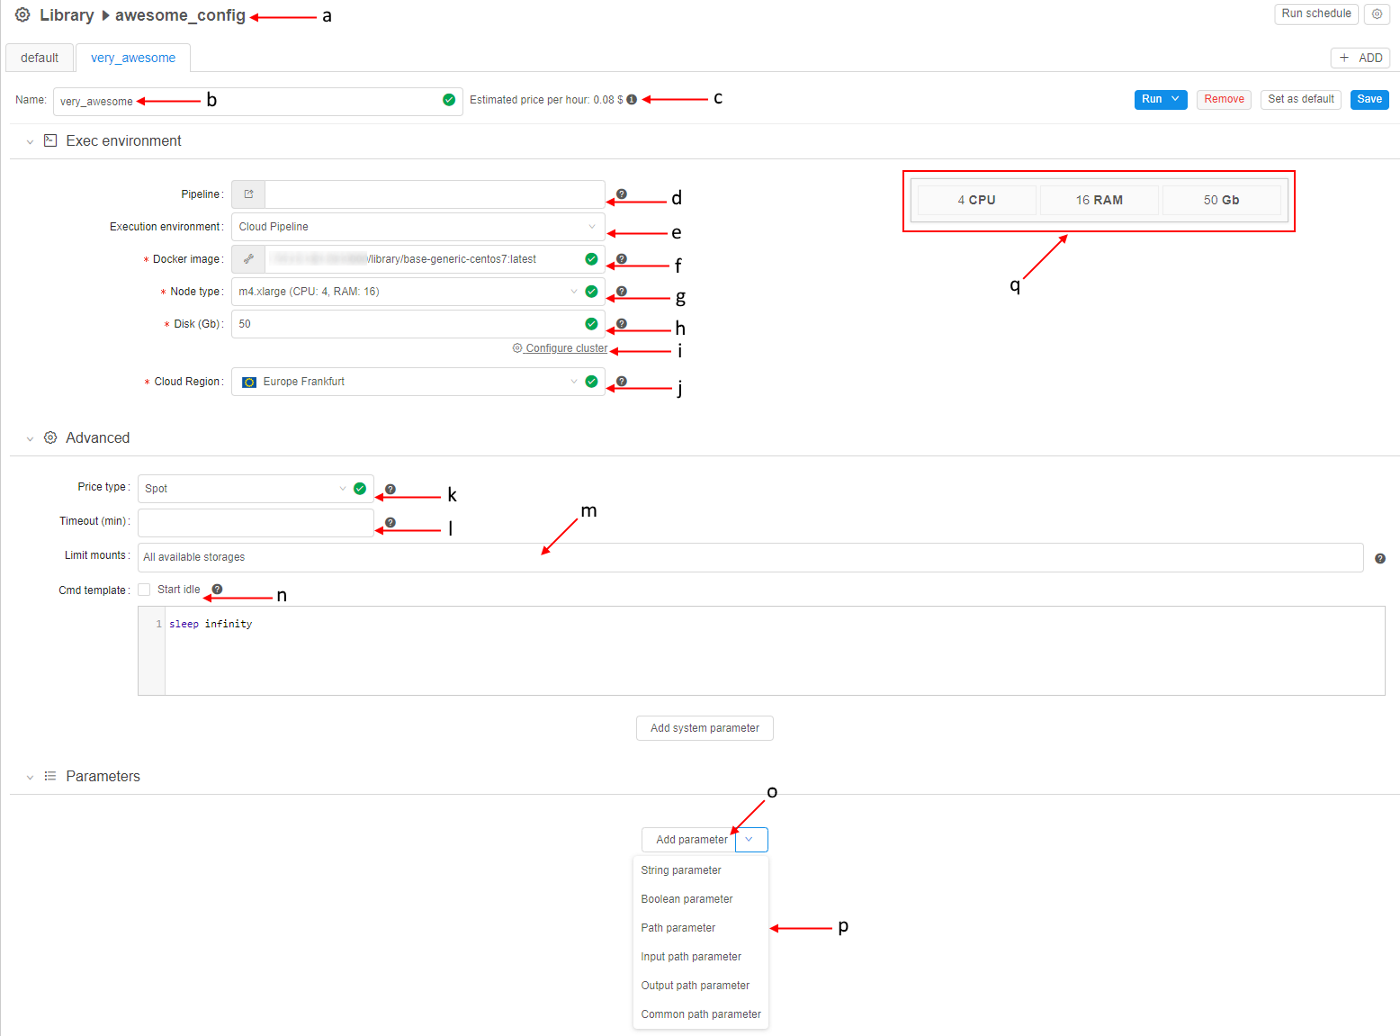 Library ▸ awesome_config a Run schedule
default very_awesome + ADD
Name: very_awesome b Estimated price per hour: 0.08 $ c Run Remove Set as default Save
Exec environment
Pipeline: d
4 CPU 16 RAM 50 Gb
Execution environment: Cloud Pipeline e
* Docker image: /library/base-generic-centos7:latest f
q
* Node type: m4.xlarge (CPU: 4, RAM: 16) g
* Disk (Gb): 50 h
Configure cluster i
* Cloud Region: Europe Frankfurt j
Advanced
Price type: Spot k
Timeout (min): l
m
Limit mounts: All available storages
Cmd template: Start idle n
1 sleep infinity
Add system parameter
Parameters
o
Add parameter
String parameter
Boolean parameter
Path parameter p
Input path parameter
Output path parameter
Common path parameter